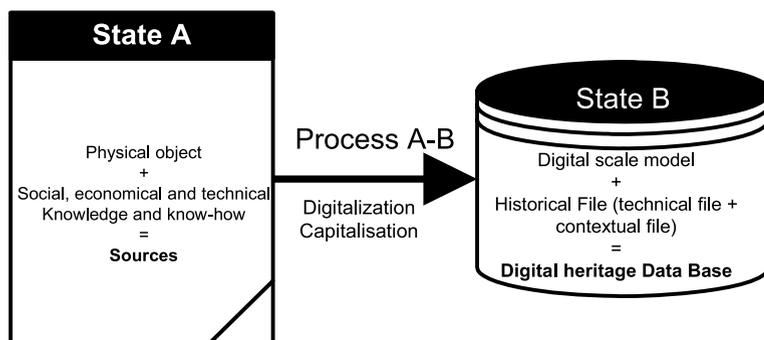 State A
Physical object
+
Social, economical and technical
Knowledge and know-how
=
Sources
Process A-B
Digitalization
Capitalisation
State B
Digital scale model
+
Historical File (technical file +
contextual file)
=
Digital heritage Data Base